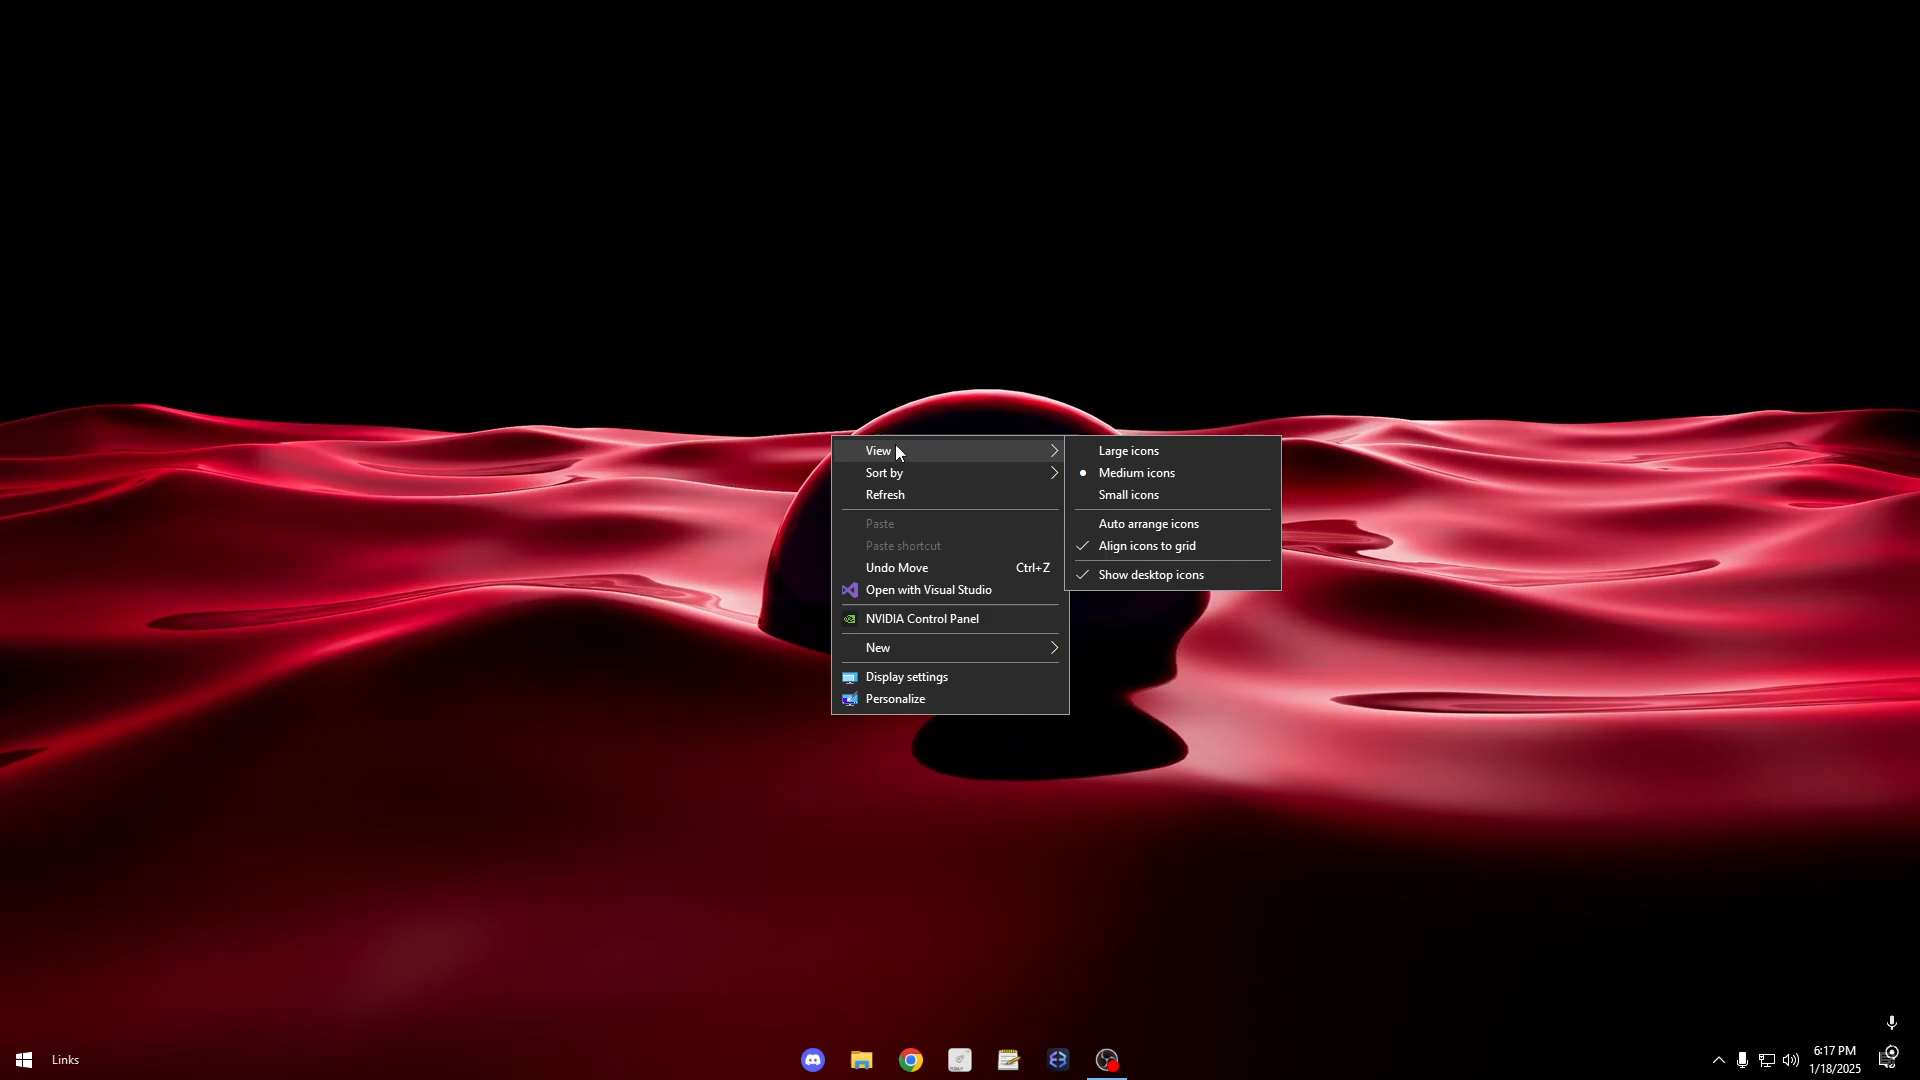 View
Sort by
Refresh
Paste
Paste shortcut
Undo Move Ctrl+Z
Open with Visual Studio
NVIDIA Control Panel
New
Display settings
Personalize
Large icons
Medium icons
Small icons
Auto arrange icons
Align icons to grid
Show desktop icons
Links
6:17 PM
1/18/2025